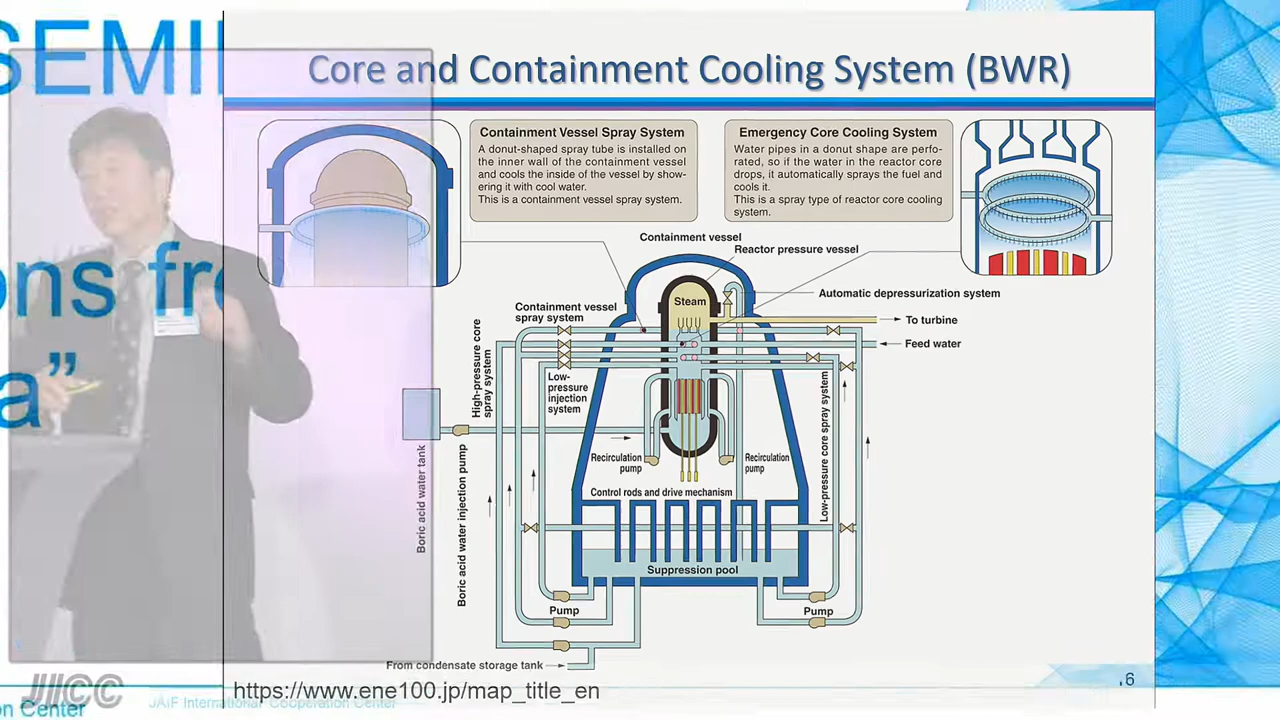 SEMI
ons fro
a”
Core and Containment Cooling System (BWR)
Containment Vessel Spray System
A donut-shaped spray tube is installed on
the inner wall of the containment vessel
and cools the inside of the vessel by show-
ering it with cool water.
This is a containment vessel spray system.
Emergency Core Cooling System
Water pipes in a donut shape are perfo-
rated, so if the water in the reactor core
drops, it automatically sprays the fuel and
cools it.
This is a spray type of reactor core cooling
system.
Containment vessel
Reactor pressure vessel
Steam
Automatic depressurization system
Containment vessel
spray system
To turbine
Feed water
High-pressure core
spray system
Low-
pressure
injection
system
Low-pressure core spray system
Recirculation
pump
Recirculation
pump
Boric acid water tank
Boric acid water injection pump
Control rods and drive mechanism
Suppression pool
Pump
Pump
From condensate storage tank
.6
https://www.ene100.jp/map_title_en
JICC
on Center
JAIF International Cooperation Center